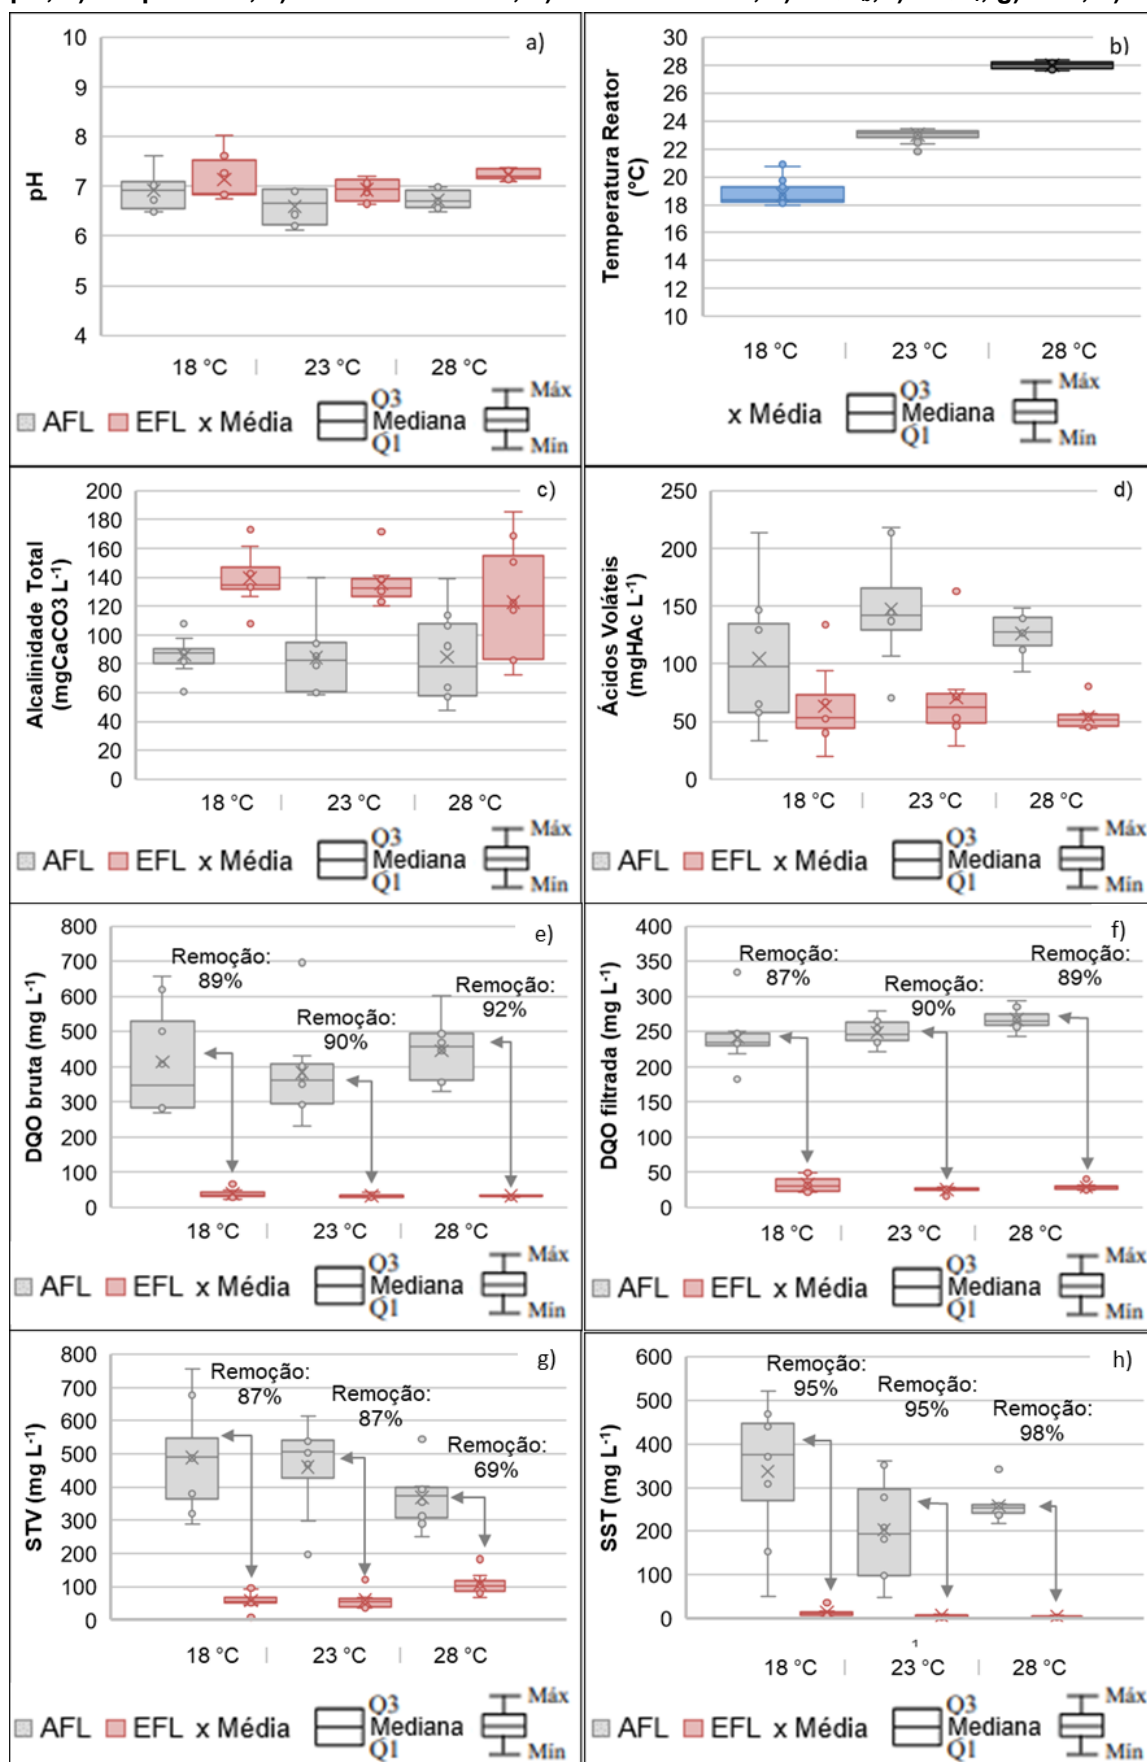 a)
10
9
8
7
6
5
4
pH
18 °C | 23 °C | 28 °C
AFL EFL x Média
Q3
Mediana
Q1
Máx
Mín
b)
30
28
26
24
22
20
18
16
14
12
10
Temperatura Reator
(°C)
18 °C | 23 °C | 28 °C
x Média
Q3
Mediana
Q1
Máx
Mín
c)
200
180
160
140
120
100
80
60
40
20
0
Alcalinidade Total
(mgCaCO3 L-1)
18 °C | 23 °C | 28 °C
AFL EFL x Média
Q3
Mediana
Q1
Máx
Mín
d)
250
200
150
100
50
0
Ácidos Voláteis
(mgHAc L-1)
18 °C | 23 °C | 28 °C
AFL EFL x Média
Q3
Mediana
Q1
Máx
Mín
e)
800
700
600
500
400
300
200
100
0
DQO bruta (mg L-1)
Remoção:
89%
Remoção:
90%
Remoção:
92%
18 °C | 23 °C | 28 °C
AFL EFL x Média
Q3
Mediana
Q1
Máx
Mín
f)
400
350
300
250
200
150
100
50
0
DQO filtrada (mg L-1)
Remoção:
87%
Remoção:
90%
Remoção:
89%
18 °C | 23 °C | 28 °C
AFL EFL x Média
Q3
Mediana
Q1
Máx
Mín
g)
800
700
600
500
400
300
200
100
0
STV (mg L-1)
Remoção:
87%
Remoção:
87%
Remoção:
69%
18 °C | 23 °C | 28 °C
AFL EFL x Média
Q3
Mediana
Q1
Máx
Mín
h)
600
500
400
300
200
100
0
SST (mg L-1)
Remoção:
95%
Remoção:
95%
Remoção:
98%
1
18 °C | 23 °C | 28 °C
AFL EFL x Média
Q3
Mediana
Q1
Máx
Mín